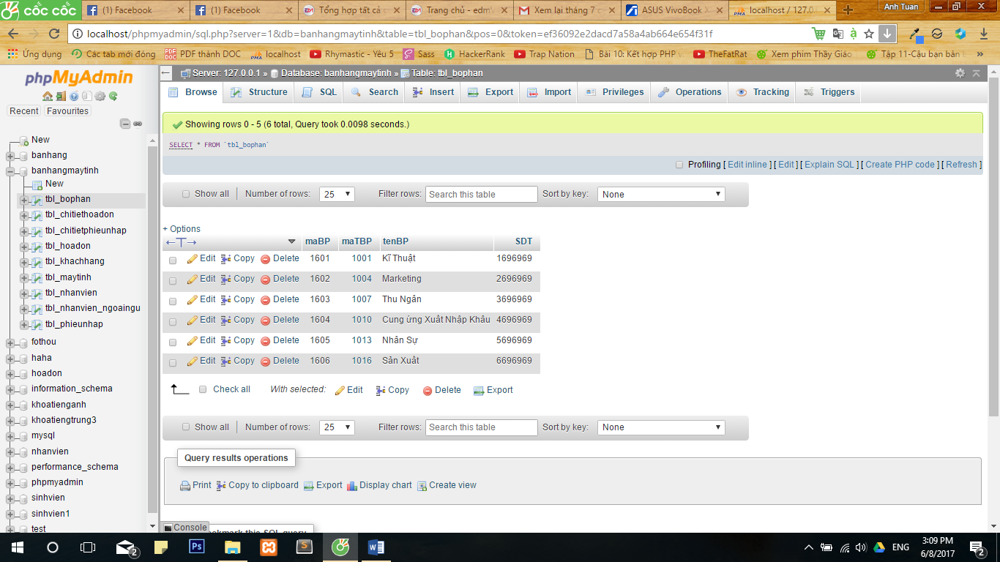 CỐC CỐC
(1) Facebook
(1) Facebook
Tổng hợp tất cả c
Trang chủ - edmV
Xem lại tháng 7
ASUS VivoBook X
localhost / 127.0.
Anh Tuan
localhost/phpmyadmin/sql.php?server=1&db=banhangmaytinh&table=tbl_bophan&pos=0&token=ef36092e2dacd7a58a4ab664e654f31f
Ứng dụng
Các tab mới đóng
PDF thành DOC
localhost
Rhymastic - Yêu 5
Sass
HackerRank
Trap Nation
Bài 10: Kết hợp PHP v
TheFatRat
Xem phim Thầy Giáo
Tập 11-Cậu bạn bản t
»
phpMyAdmin
Recent
Favourites
New
banhang
banhangmaytinh
New
tbl_bophan
tbl_chitiethoadon
tbl_chitietphieunhap
tbl_hoadon
tbl_khachhang
tbl_maytinh
tbl_nhanvien
tbl_nhanvien_ngoaingu
tbl_phieunhap
fothou
haha
hoadon
information_schema
khoatienganh
khoatiengtrung3
mysql
nhanvien
performance_schema
phpmyadmin
sinhvien
sinhvien1
test
Server: 127.0.0.1 » Database: banhangmaytinh » Table: tbl_bophan
Browse
Structure
SQL
Search
Insert
Export
Import
Privileges
Operations
Tracking
Triggers
Showing rows 0 - 5 (6 total, Query took 0.0098 seconds.)
SELECT * FROM `tbl_bophan`
Profiling [ Edit inline ] [ Edit ] [ Explain SQL ] [ Create PHP code ] [ Refresh ]
Show all | Number of rows: 25 Filter rows: Search this table Sort by key: None
+ Options
←T→ maBP maTBP tenBP SDT
Edit Copy Delete 1601 1001 Kĩ Thuật 1696969
Edit Copy Delete 1602 1004 Marketing 2696969
Edit Copy Delete 1603 1007 Thu Ngân 3696969
Edit Copy Delete 1604 1010 Cung ứng Xuất Nhập Khẩu 4696969
Edit Copy Delete 1605 1013 Nhân Sự 5696969
Edit Copy Delete 1606 1016 Sản Xuất 6696969
Check all With selected: Edit Copy Delete Export
Show all | Number of rows: 25 Filter rows: Search this table Sort by key: None
Query results operations
Print Copy to clipboard Export Display chart Create view
Console
Bookmark this SQL query
2
Ps
ENG
3:09 PM
6/8/2017
2